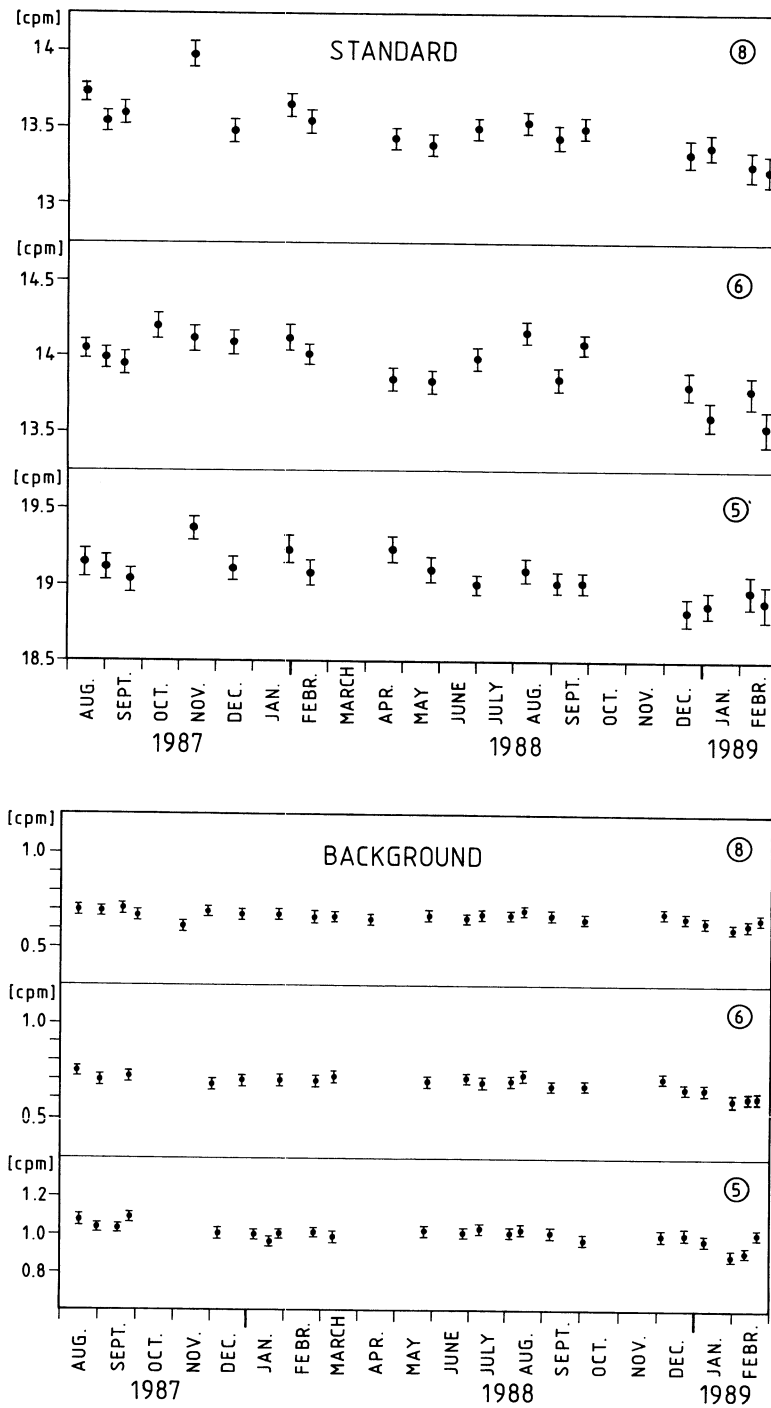 [cpm]
STANDARD
8
14
13.5
13
[cpm]
6
14.5
14
13.5
[cpm]
5
19.5
19
18.5
AUG. SEPT. OCT. NOV. DEC. JAN. FEBR. MARCH APR. MAY JUNE JULY AUG. SEPT. OCT. NOV. DEC. JAN. FEBR.
1987 1988 1989
[cpm]
BACKGROUND
8
1.0
0.5
[cpm]
6
1.0
0.5
[cpm]
5
1.2
1.0
0.8
AUG. SEPT. OCT. NOV. DEC. JAN. FEBR. MARCH APR. MAY JUNE JULY AUG. SEPT. OCT. NOV. DEC. JAN. FEBR.
1987 1988 1989